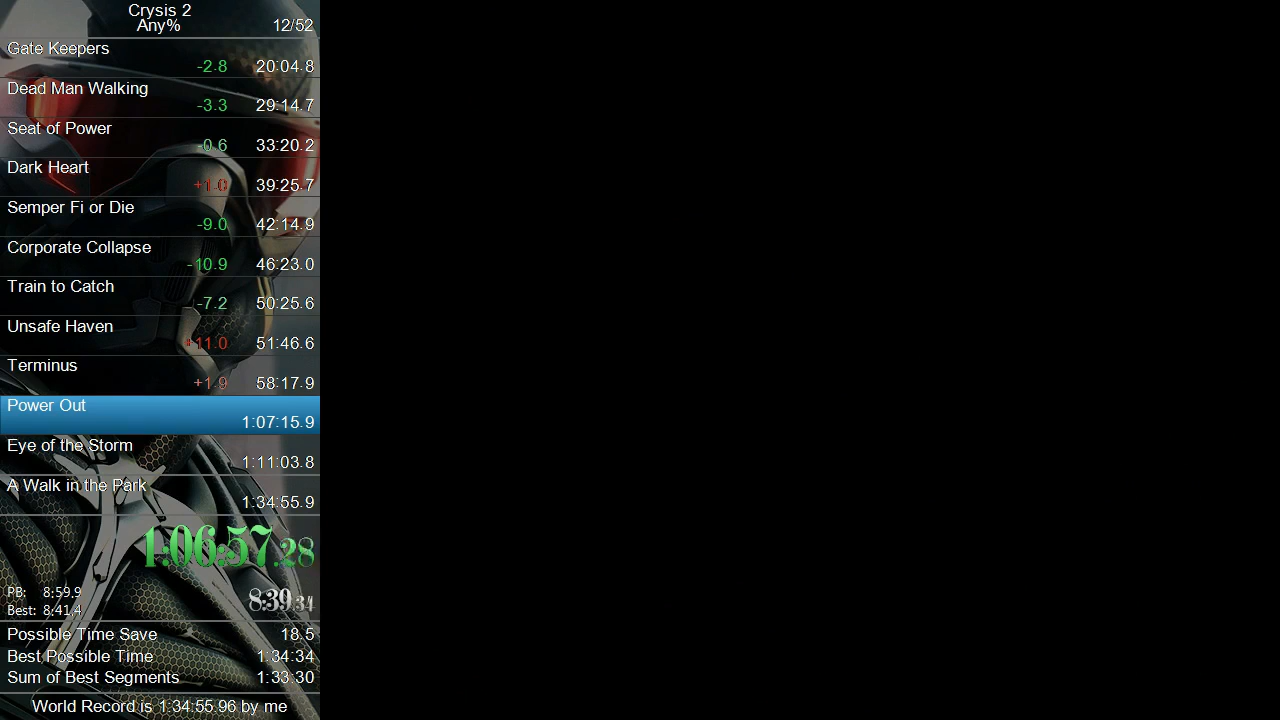 Crysis 2
Any% 12/52
Gate Keepers
-2.8 20:04.8
Dead Man Walking
-3.3 29:14.7
Seat of Power
-0.6 33:20.2
Dark Heart
+1.0 39:25.7
Semper Fi or Die
-9.0 42:14.9
Corporate Collapse
-10.9 46:23.0
Train to Catch
-7.2 50:25.6
Unsafe Haven
+11.0 51:46.6
Terminus
+1.9 58:17.9
Power Out
1:07:15.9
Eye of the Storm
1:11:03.8
A Walk in the Park
1:34:55.9
1:06:57.28
PB: 8:59.9
Best: 8:41.4
8:39.34
Possible Time Save 18.5
Best Possible Time 1:34:34
Sum of Best Segments 1:33:30
World Record is 1:34:55.96 by me